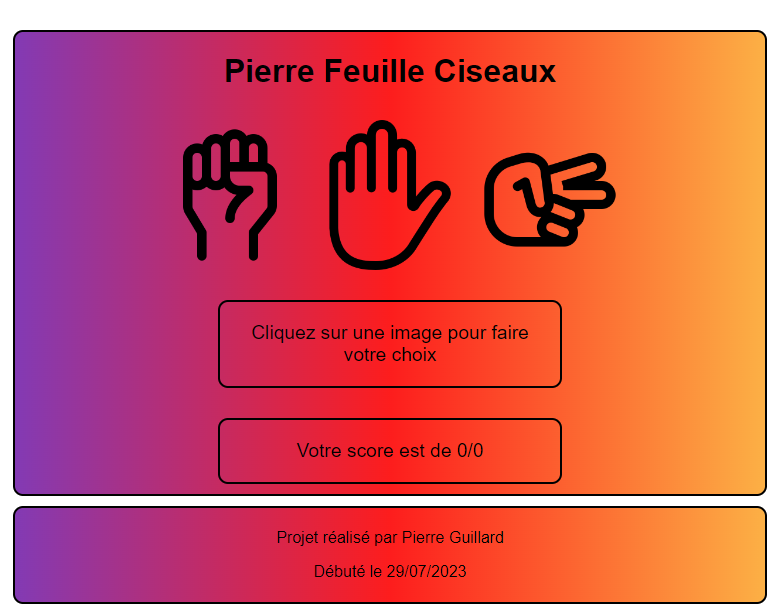 Pierre Feuille Ciseaux
Cliquez sur une image pour faire
votre choix
Votre score est de 0/0
Projet réalisé par Pierre Guillard
Débuté le 29/07/2023